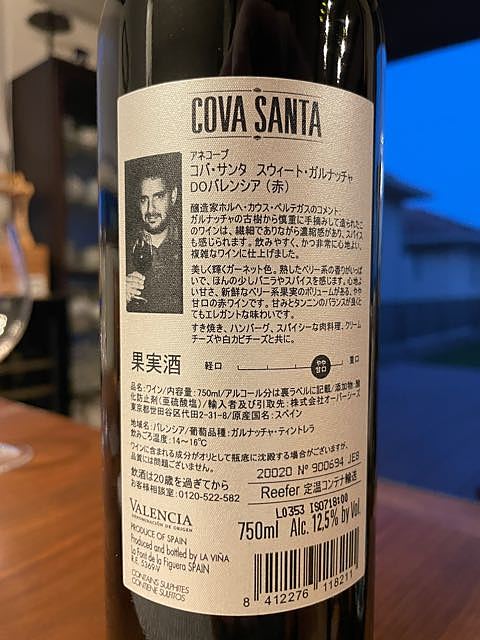 COVA SANTA
アネコープ
コバ・サンタ スウィート・ガルナッチャ
DOバレンシア（赤）
醸造家ホルヘ・カウス・ベルテガスのコメント
ガルナッチャの古樹から慎重に手摘みして造られたこ
のワインは、繊細でありながら濃縮感があり、スパイス
も感じられます。飲みやすく、かつ非常に心地よい、
複雑なワインに仕上げました。
美しく輝くガーネット色。熟したベリー系の香りがいっぱ
いで、ほんの少しバニラやスパイスを感じます。心地よ
い甘さ、新鮮なベリー系果実のボリュームがある、やや
甘口の赤ワインです。甘みとタンニンのバランスが良くと
てもエレガントな味わいです。
すき焼き、ハンバーグ、スパイシーな肉料理、クリーム
チーズや白カビチーズと共に。
果実酒 軽口 やや甘口 重口
品名：ワイン/内容量：750ml/アルコール分は裏ラベルに記載/添加物：酸
化防止剤（亜硫酸塩）/輸入者及び引取先：株式会社オーバーシーズ
東京都世田谷区代田2-31-8/原産国名：スペイン
地域名：バレンシア/葡萄品種：ガルナッチャ・ティントレラ
飲みごろ温度：14～16℃
ワインに含まれる成分がオリとして瓶底に沈殿する場合がございますが、
品質には問題ございません。
20020 Nº 900694 JEB
飲酒は20歳を過ぎてから
お客様相談室：0120-522-582
Reefer 定温コンテナ輸送
L0353 ISO718:00
VALENCIA
DENOMINACIÓN DE ORIGEN
750ml Alc. 12.5% by Vol.
PRODUCE OF SPAIN
Produced and bottled by LA VIÑA
La Font de la Figuera SPAIN
R.E. 5369-V
CONTAINS SULPHITES
CONTIENE SULFITOS
8 412276 118211